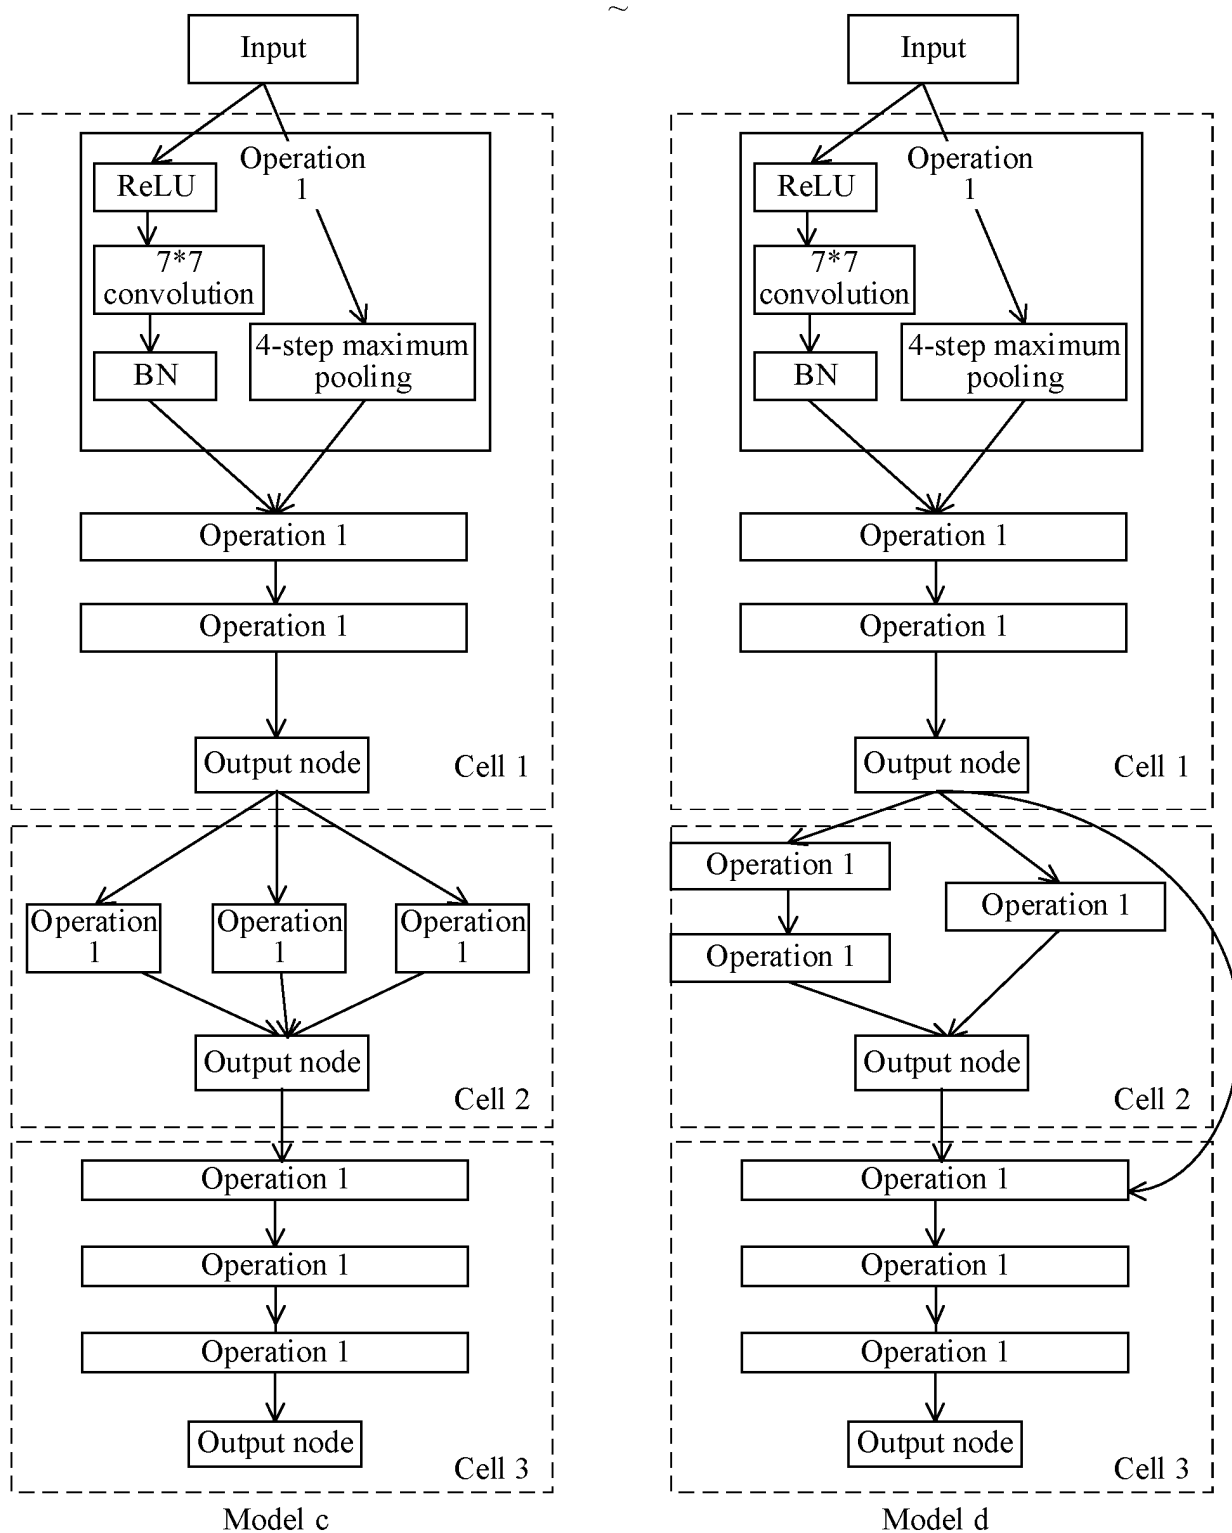 ~
Input
Operation
1
ReLU
7*7
convolution
BN
4-step maximum
pooling
Operation 1
Operation 1
Output node
Cell 1
Operation
1
Operation
1
Operation
1
Output node
Cell 2
Operation 1
Operation 1
Operation 1
Output node
Cell 3
Model c
Input
Operation
1
ReLU
7*7
convolution
BN
4-step maximum
pooling
Operation 1
Operation 1
Output node
Cell 1
Operation 1
Operation 1
Operation 1
Output node
Cell 2
Operation 1
Operation 1
Operation 1
Output node
Cell 3
Model d